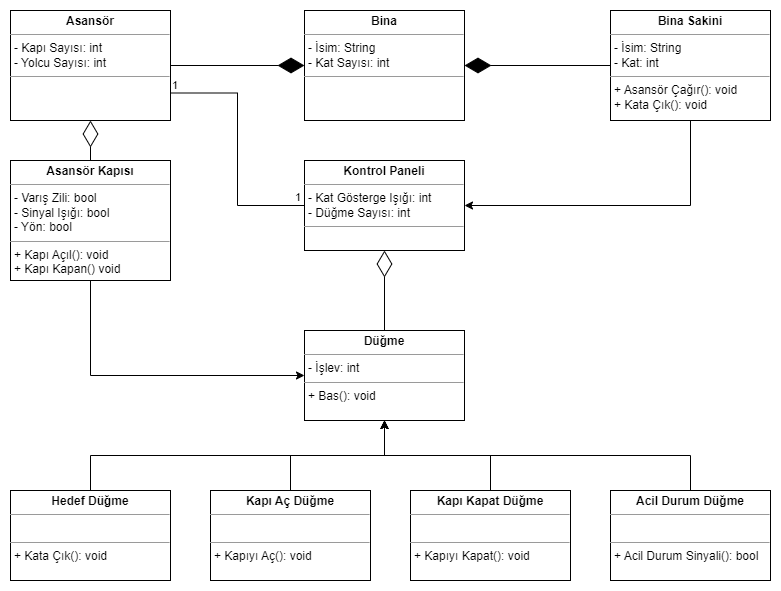 Asansör
- Kapı Sayısı: int
- Yolcu Sayısı: int
Bina
- İsim: String
- Kat Sayısı: int
Bina Sakini
- İsim: String
- Kat: int
+ Asansör Çağır(): void
+ Kata Çık(): void
1
Asansör Kapısı
- Varış Zili: bool
- Sinyal Işığı: bool
- Yön: bool
+ Kapı Açıl(): void
+ Kapı Kapan() void
1
Kontrol Paneli
- Kat Gösterge Işığı: int
- Düğme Sayısı: int
Düğme
- İşlev: int
+ Bas(): void
Hedef Düğme
+ Kata Çık(): void
Kapı Aç Düğme
+ Kapıyı Aç(): void
Kapı Kapat Düğme
+ Kapıyı Kapat(): void
Acil Durum Düğme
+ Acil Durum Sinyali(): bool